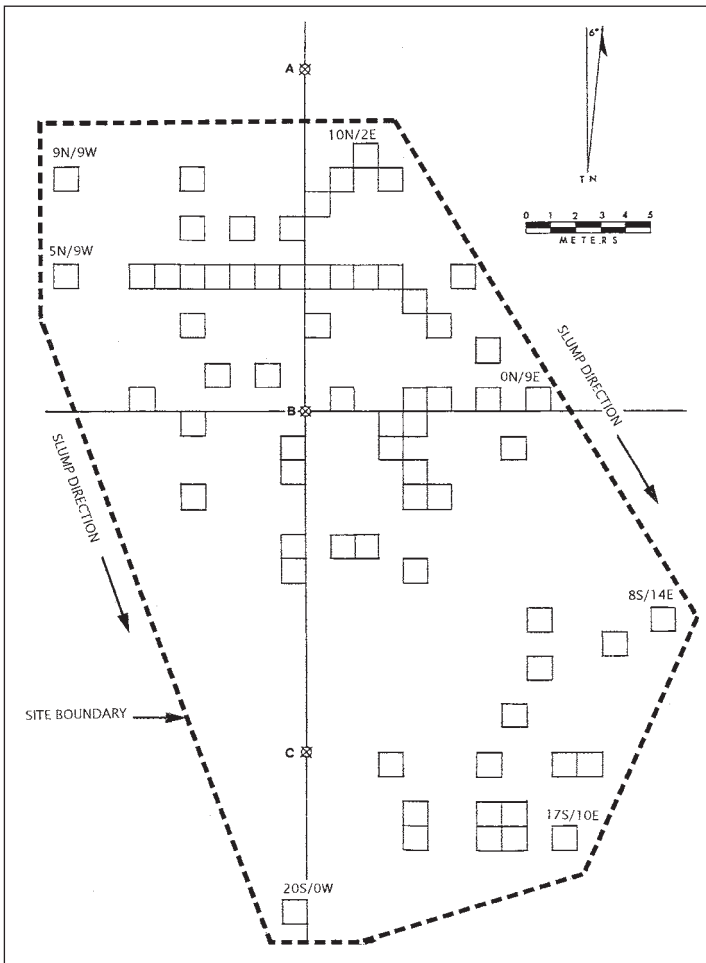 6°
A
10N/2E
9N/9W
T N
0 1 2 3 4 5
METERS
5N/9W
SLUMP DIRECTION
0N/9E
B
SLUMP DIRECTION
8S/14E
SITE BOUNDARY
C
17S/10E
20S/0W